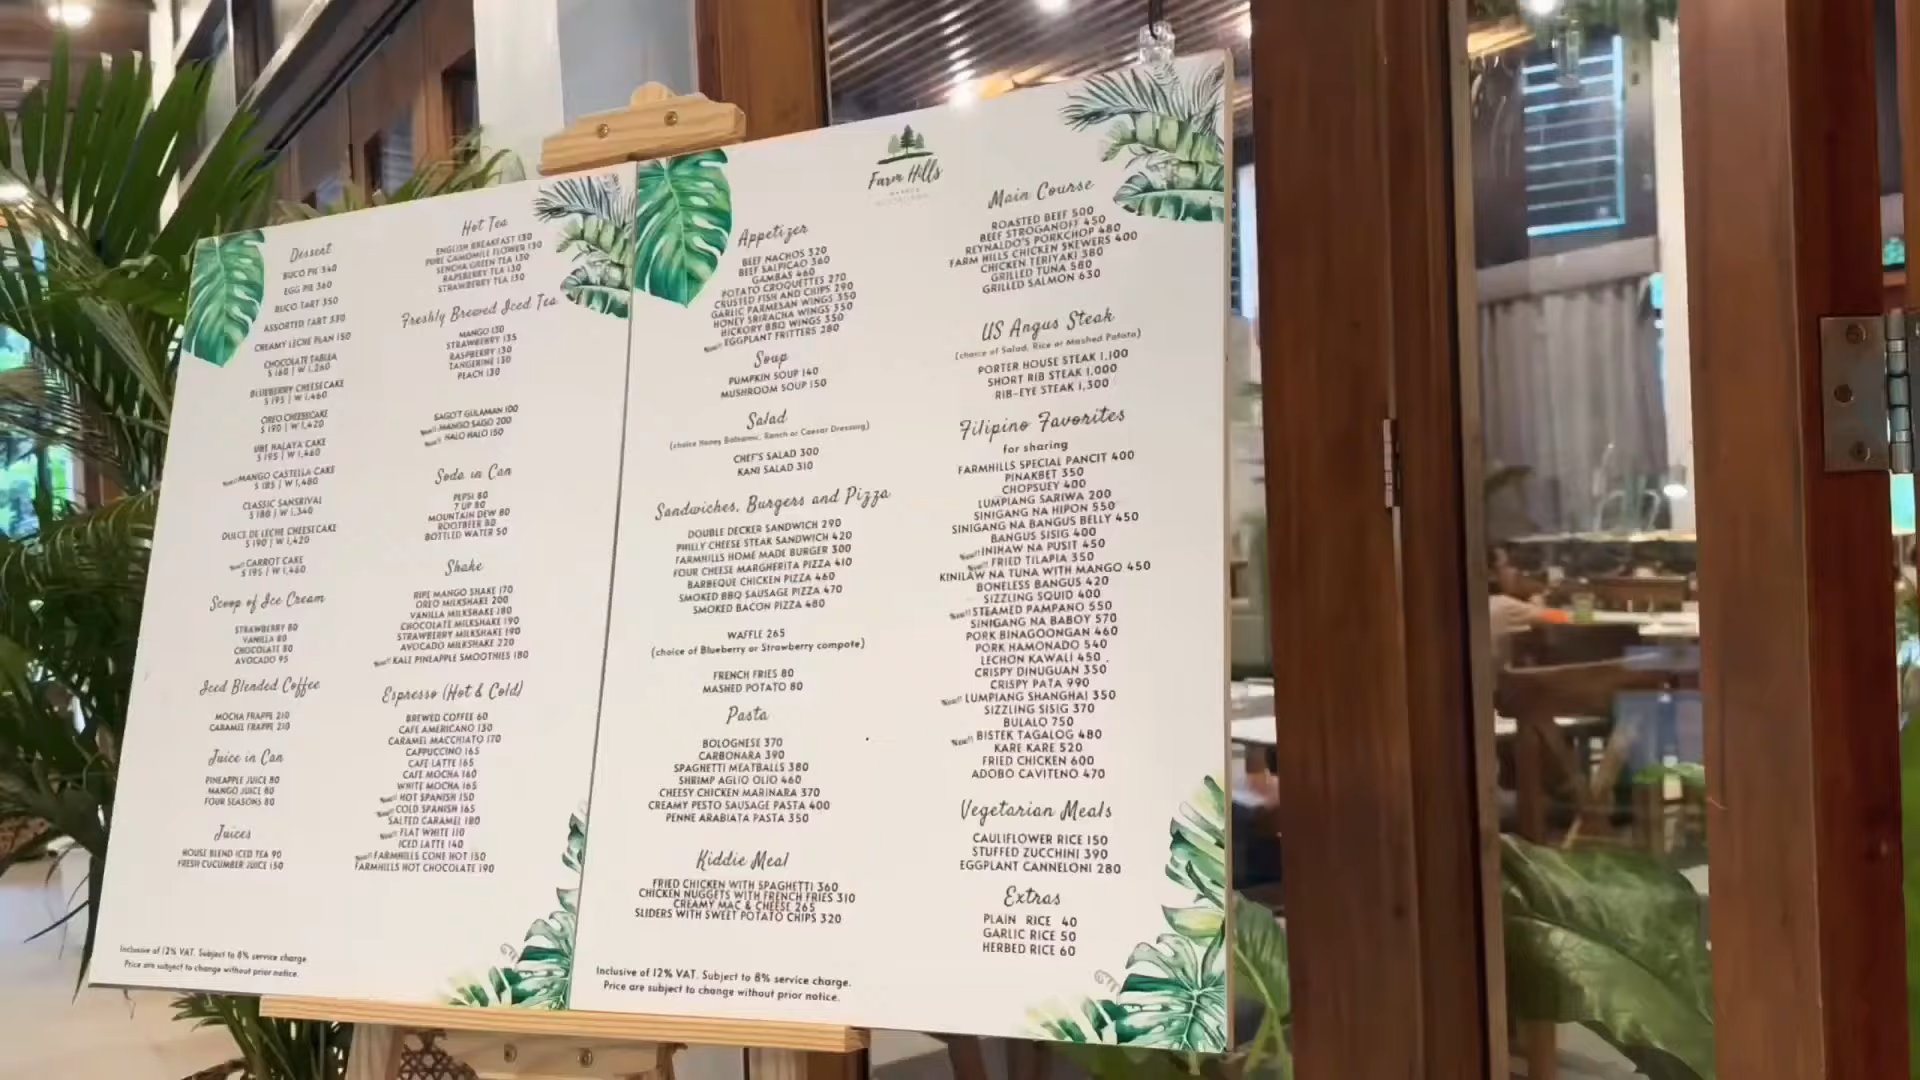 Dessert
BUCO PIE 340
EGG PIE 360
BUCO TART 350
ASSORTED TART 330
CREAMY LECHE FLAN 150
CHOCOLATE TABLEA
S 160 | W 1,260
BLUEBERRY CHEESECAKE
S 195 | W 1,460
OREO CHEESECAKE
S 190 | W 1,420
UBE HALAYA CAKE
S 195 | W 1,460
New!! MANGO CASTELLA CAKE
S 185 | W 1,480
CLASSIC SANSRIVAL
S 180 | W 1,340
DULCE DE LECHE CHEESECAKE
S 190 | W 1,420
New!! CARROT CAKE
S 195 | W 1,460
Scoop of Ice Cream
STRAWBERRY 80
VANILLA 80
CHOCOLATE 80
AVOCADO 95
Iced Blended Coffee
MOCHA FRAPPE 210
CARAMEL FRAPPE 210
Juice in Can
PINEAPPLE JUICE 80
MANGO JUICE 80
FOUR SEASONS 80
Juices
HOUSE BLEND ICED TEA 90
FRESH CUCUMBER JUICE 150
Inclusive of 12% VAT. Subject to 8% service charge
Price are subject to change without prior notice.
Hot Tea
ENGLISH BREAKFAST 130
PURE CAMOMILE FLOWER 130
SENCHA GREEN TEA 130
RAPSBERRY TEA 130
STRAWBERRY TEA 130
Freshly Brewed Iced Tea
MANGO 130
STRAWBERRY 135
RASPBERRY 130
TANGERINE 130
PEACH 130
SAGO'T GULAMAN 100
New!! MANGO SAGO 200
New!! HALO HALO 150
Soda in Can
PEPSI 80
7 UP 80
MOUNTAIN DEW 80
ROOTBEER 80
BOTTLED WATER 50
Shake
RIPE MANGO SHAKE 170
OREO MILKSHAKE 200
VANILLA MILKSHAKE 180
CHOCOLATE MILKSHAKE 190
STRAWBERRY MILKSHAKE 190
AVOCADO MILKSHAKE 220
New!! KALE PINEAPPLE SMOOTHIES 180
Espresso (Hot & Cold)
BREWED COFFEE 60
CAFE AMERICANO 130
CARAMEL MACCHIATO 170
CAPPUCCINO 165
CAFE LATTE 165
CAFE MOCHA 160
WHITE MOCHA 165
New!! HOT SPANISH 150
New!! COLD SPANISH 165
SALTED CARAMEL 180
New!! FLAT WHITE 110
ICED LATTE 140
New!! FARMHILLS CONE HOT 150
FARMHILLS HOT CHOCOLATE 190
Farm Hills
Appetizer
BEEF NACHOS 320
BEEF SALPICAO 360
GAMBAS 460
POTATO CROQUETTES 270
CRUSTED FISH AND CHIPS 290
GARLIC PARMESAN WINGS 350
HONEY SRIRACHA WINGS 350
HICKORY BBQ WINGS 350
New!! EGGPLANT FRITTERS 280
Soup
PUMPKIN SOUP 140
MUSHROOM SOUP 150
Salad
(choice Honey Balsamic, Ranch or Caesar Dressing)
CHEF'S SALAD 300
KANI SALAD 310
Sandwiches, Burgers and Pizza
DOUBLE DECKER SANDWICH 290
PHILLY CHEESE STEAK SANDWICH 420
FARMHILLS HOME MADE BURGER 300
FOUR CHEESE MARGHERITA PIZZA 410
BARBEQUE CHICKEN PIZZA 460
SMOKED BBQ SAUSAGE PIZZA 470
SMOKED BACON PIZZA 480
WAFFLE 265
(choice of Blueberry or Strawberry compote)
FRENCH FRIES 80
MASHED POTATO 80
Pasta
BOLOGNESE 370
CARBONARA 390
SPAGHETTI MEATBALLS 380
SHRIMP AGLIO OLIO 460
CHEESY CHICKEN MARINARA 370
CREAMY PESTO SAUSAGE PASTA 400
PENNE ARABIATA PASTA 350
Kiddie Meal
FRIED CHICKEN WITH SPAGHETTI 360
CHICKEN NUGGETS WITH FRENCH FRIES 310
CREAMY MAC & CHEESE 265
SLIDERS WITH SWEET POTATO CHIPS 320
Inclusive of 12% VAT. Subject to 8% service charge.
Price are subject to change without prior notice.
Main Course
ROASTED BEEF 500
BEEF STROGANOFF 450
REYNALDO'S PORKCHOP 480
FARM HILLS CHICKEN SKEWERS 400
CHICKEN TERIYAKI 380
GRILLED TUNA 580
GRILLED SALMON 630
US Angus Steak
(choice of Salad, Rice or Mashed Potato)
PORTER HOUSE STEAK 1,100
SHORT RIB STEAK 1,000
RIB-EYE STEAK 1,300
Filipino Favorites
for sharing
FARMHILLS SPECIAL PANCIT 400
PINAKBET 350
CHOPSUEY 400
LUMPIANG SARIWA 200
SINIGANG NA HIPON 550
SINIGANG NA BANGUS BELLY 450
BANGUS SISIG 400
New!! INIHAW NA PUSIT 450
New!! FRIED TILAPIA 350
KINILAW NA TUNA WITH MANGO 450
BONELESS BANGUS 420
SIZZLING SQUID 400
New!! STEAMED PAMPANO 550
SINIGANG NA BABOY 570
PORK BINAGOONGAN 460
PORK HAMONADO 540
LECHON KAWALI 450
CRISPY DINUGUAN 350
CRISPY PATA 990
New!! LUMPIANG SHANGHAI 350
SIZZLING SISIG 370
BULALO 750
New!! BISTEK TAGALOG 480
KARE KARE 520
FRIED CHICKEN 600
ADOBO CAVITENO 470
Vegetarian Meals
CAULIFLOWER RICE 150
STUFFED ZUCCHINI 390
EGGPLANT CANNELONI 280
Extras
PLAIN RICE 40
GARLIC RICE 50
HERBED RICE 60